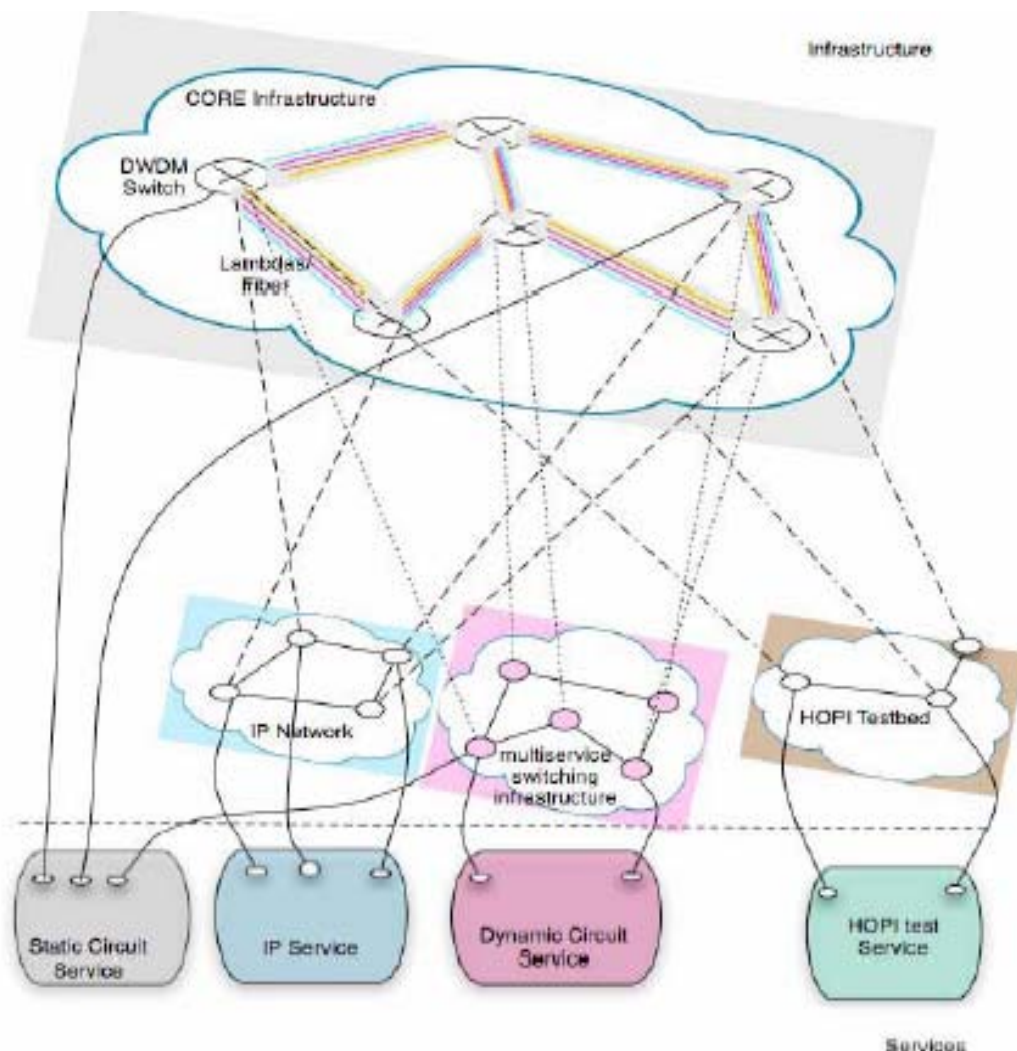 Infrastructure
CORE Infrastructure
DWDM
Switch
Lambdas/
Fiber
IP Network
multiservice
switching
infrastructure
HOPI Testbed
Static Circuit
Service
IP Service
Dynamic Circuit
Service
HOPI test
Service
Services